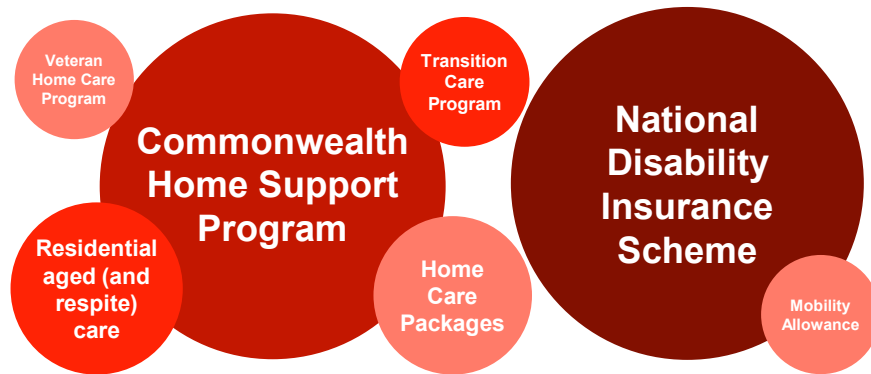 Veteran
Home Care
Program
Commonwealth
Home Support
Program
Transition
Care
Program
National
Disability
Insurance
Scheme
Residential
aged (and
respite)
care
Home
Care
Packages
Mobility
Allowance